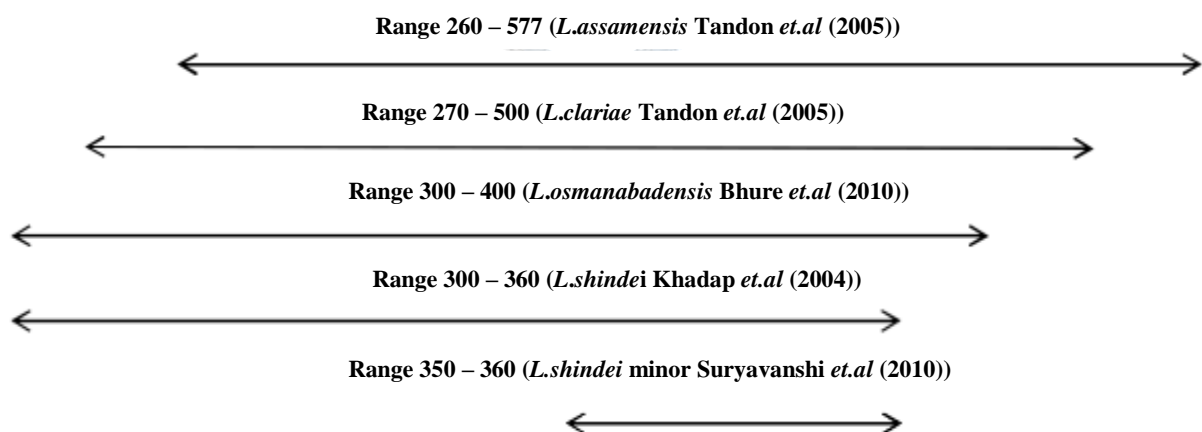 Range 260 – 577 (L.assamensis Tandon et.al (2005))
Range 270 – 500 (L.clariae Tandon et.al (2005))
Range 300 – 400 (L.osmanabadensis Bhure et.al (2010))
Range 300 – 360 (L.shindei Khadap et.al (2004))
Range 350 – 360 (L.shindei minor Suryavanshi et.al (2010))